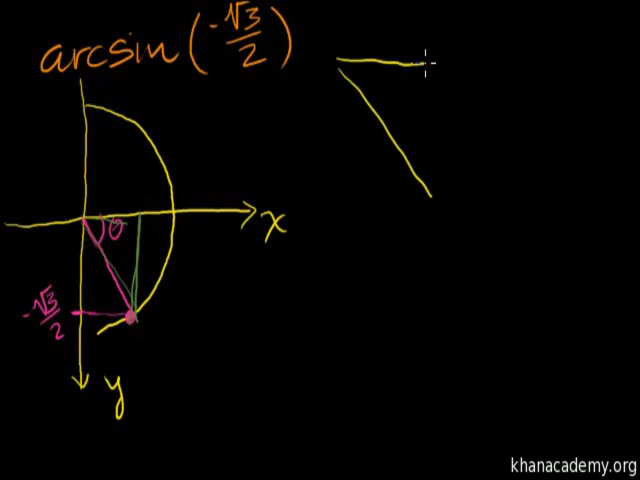 arcsin(-√3/2)
θ
x
-√3/2
y
khanacademy.org